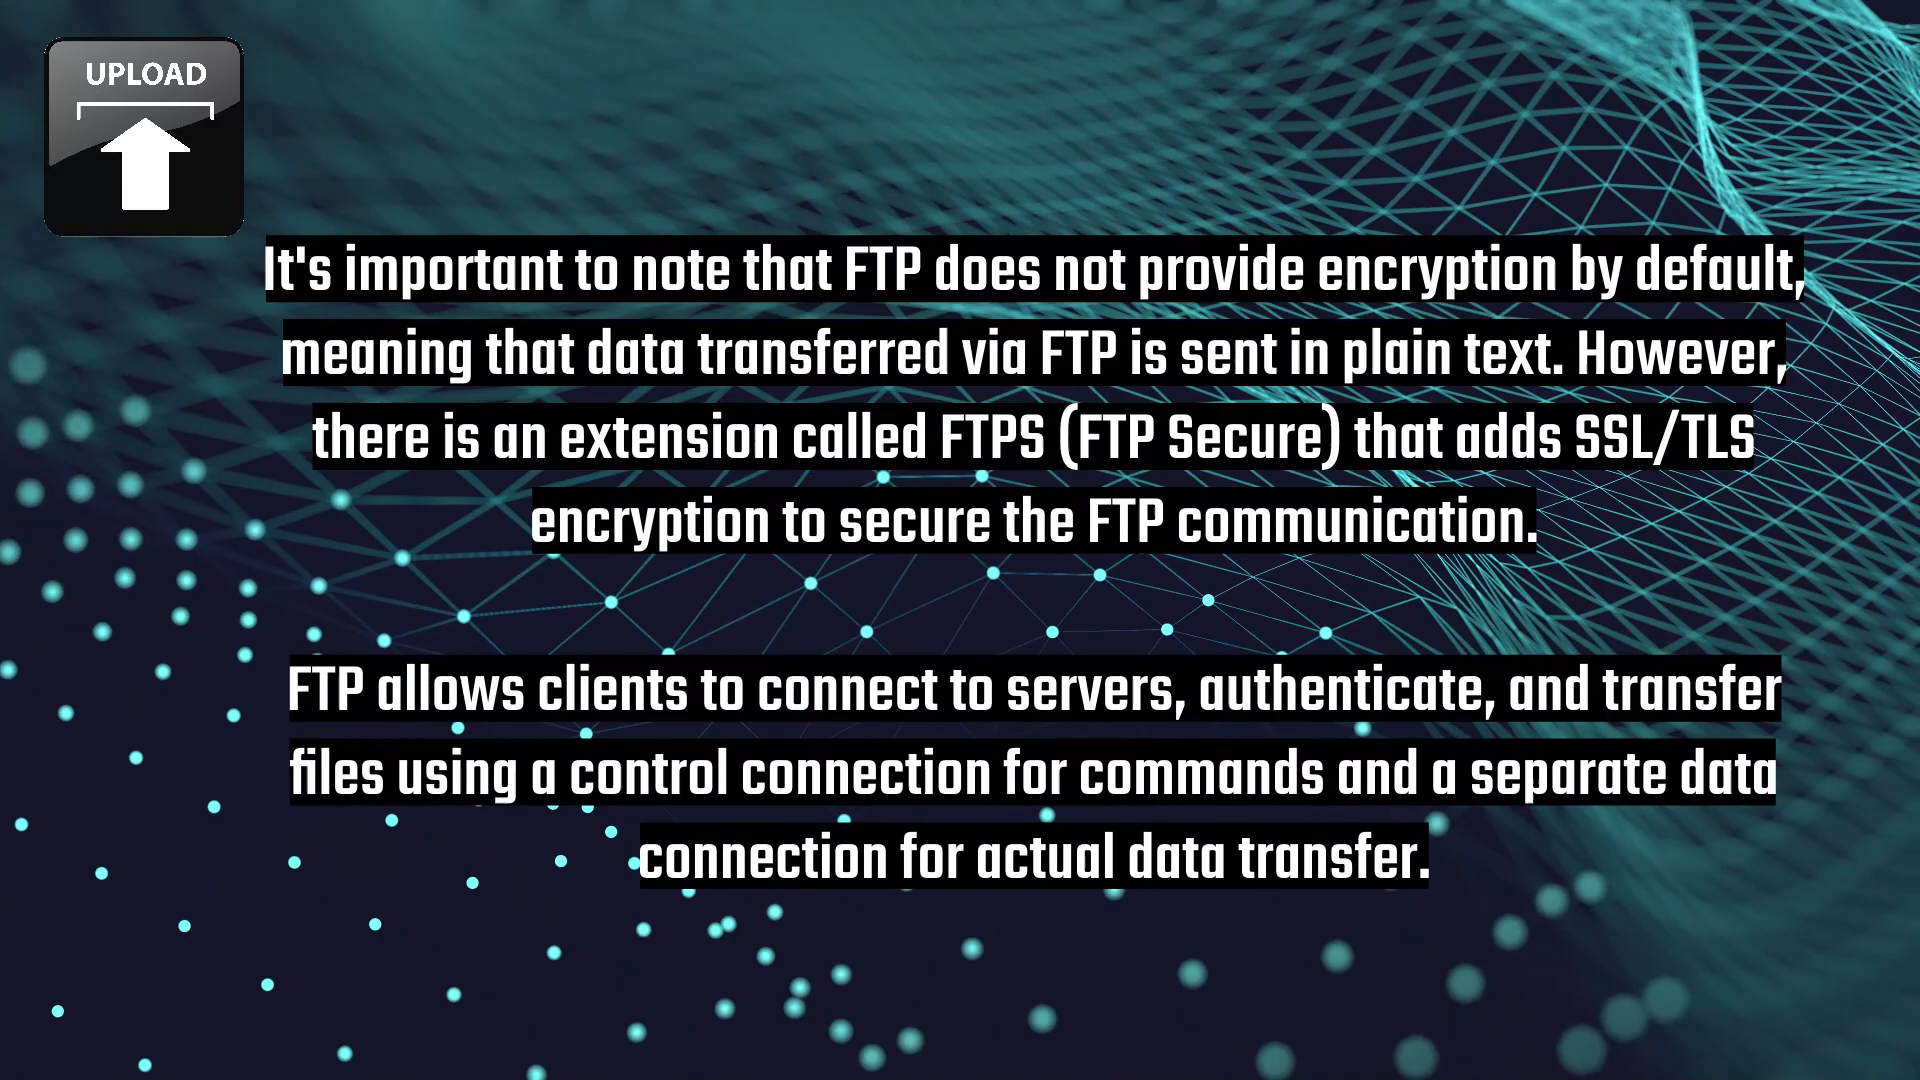 UPLOAD
It's important to note that FTP does not provide encryption by default,
meaning that data transferred via FTP is sent in plain text. However,
there is an extension called FTPS (FTP Secure) that adds SSL/TLS
encryption to secure the FTP communication.
FTP allows clients to connect to servers, authenticate, and transfer
files using a control connection for commands and a separate data
connection for actual data transfer.